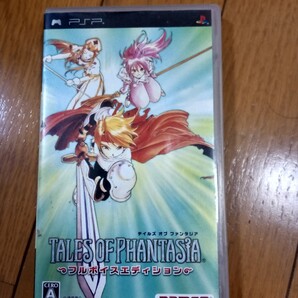 PSP
テイルズ オブ ファンタジア
TALES OF PHANTASIA
フルボイスエディション
CERO
A